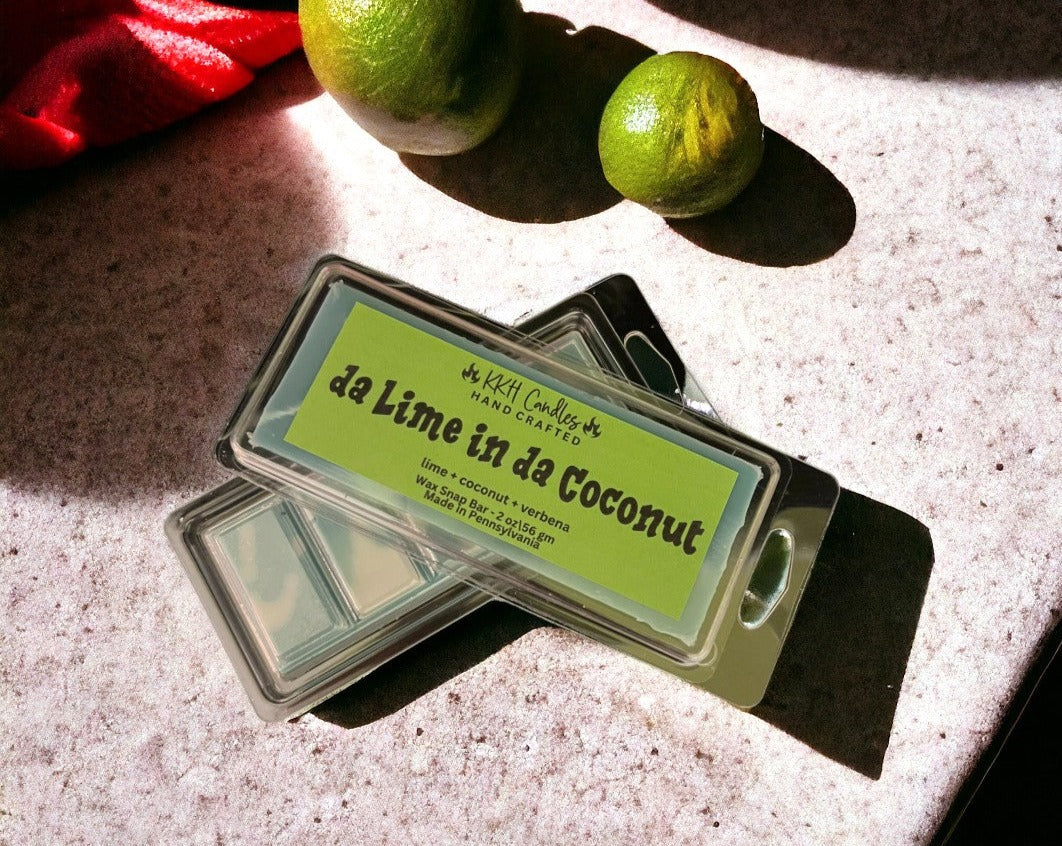 KKH Candles
HAND CRAFTED
da Lime in da Coconut
lime + coconut + verbena
Wax Snap Bar - 2 oz\56 gm
Made in Pennsylvania